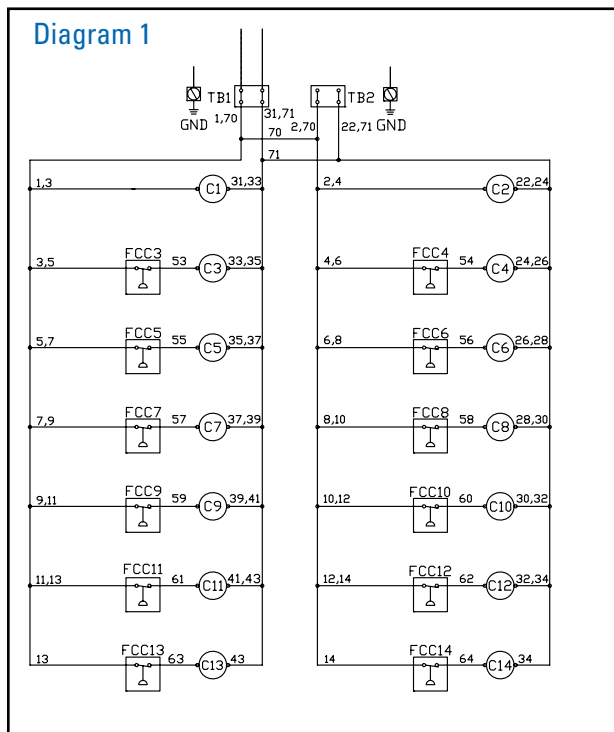 Diagram 1
TB1 TB2
31,71
1,70 2,70 22,71
GND GND
70
71
1,3 C1 31,33 2,4 C2 22,24
FCC3 FCC4
3,5 53 C3 33,35 4,6 54 C4 24,26
FCC5 FCC6
5,7 55 C5 35,37 6,8 56 C6 26,28
FCC7 FCC8
7,9 57 C7 37,39 8,10 58 C8 28,30
FCC9 FCC10
9,11 59 C9 39,41 10,12 60 C10 30,32
FCC11 FCC12
11,13 61 C11 41,43 12,14 62 C12 32,34
FCC13 FCC14
13 63 C13 43 14 64 C14 34